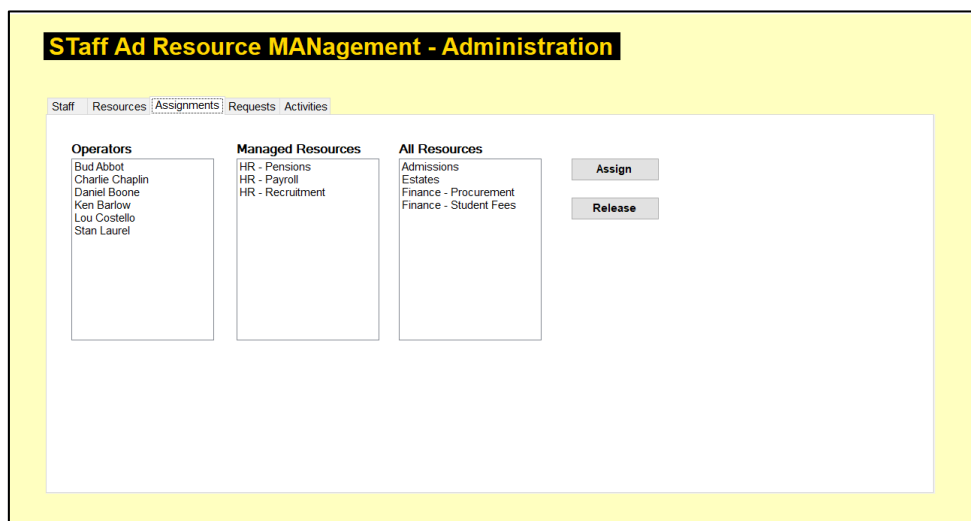 STaff Ad Resource MANagement - Administration
Staff Resources Assignments Requests Activities
Operators
Bud Abbot
Charlie Chaplin
Daniel Boone
Ken Barlow
Lou Costello
Stan Laurel
Managed Resources
HR - Pensions
HR - Payroll
HR - Recruitment
All Resources
Admissions
Estates
Finance - Procurement
Finance - Student Fees
Assign
Release